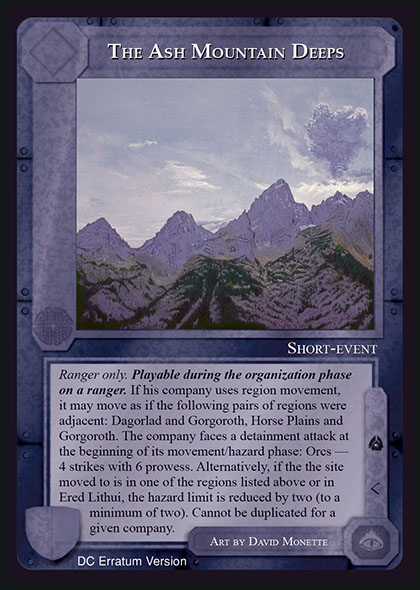 The Ash Mountain Deeps
Short-event
Ranger only. Playable during the organization phase
on a ranger. If his company uses region movement,
it may move as if the following pairs of regions were
adjacent: Dagorlad and Gorgoroth, Horse Plains and
Gorgoroth. The company faces a detainment attack at
the beginning of its movement/hazard phase: Orcs —
4 strikes with 6 prowess. Alternatively, if the the site
moved to is in one of the regions listed above or in
Ered Lithui, the hazard limit is reduced by two (to a
minimum of two). Cannot be duplicated for a
given company.
Art by David Monette
DC Erratum Version